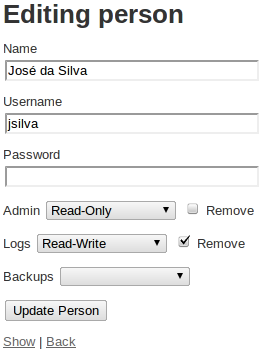 Editing person
Name
José da Silva
Username
jsilva
Password
Admin Read-Only Remove
Logs Read-Write Remove
Backups
Update Person
Show | Back